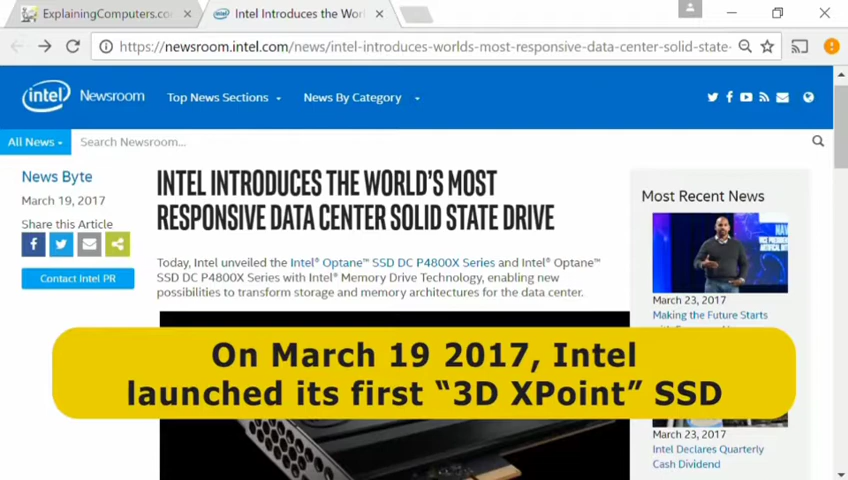 ExplainingComputers.co
Intel Introduces the Worl
https://newsroom.intel.com/news/intel-introduces-worlds-most-responsive-data-center-solid-state-
intel
Newsroom
Top News Sections
News By Category
All News
Search Newsroom...
News Byte
March 19, 2017
Share this Article
Contact Intel PR
INTEL INTRODUCES THE WORLD'S MOST
RESPONSIVE DATA CENTER SOLID STATE DRIVE
Today, Intel unveiled the Intel® Optane™ SSD DC P4800X Series and Intel® Optane™
SSD DC P4800X Series with Intel® Memory Drive Technology, enabling new
possibilities to transform storage and memory architectures for the data center.
Most Recent News
March 23, 2017
Making the Future Starts
On March 19 2017, Intel
launched its first “3D XPoint” SSD
March 23, 2017
Intel Declares Quarterly
Cash Dividend